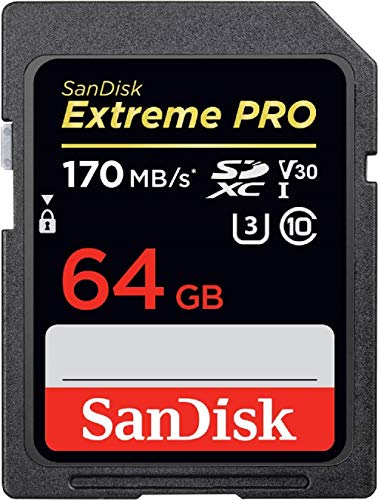 SanDisk
Extreme PRO
170 MB/s* SD XC V30 I
3 10
64 GB
SanDisk